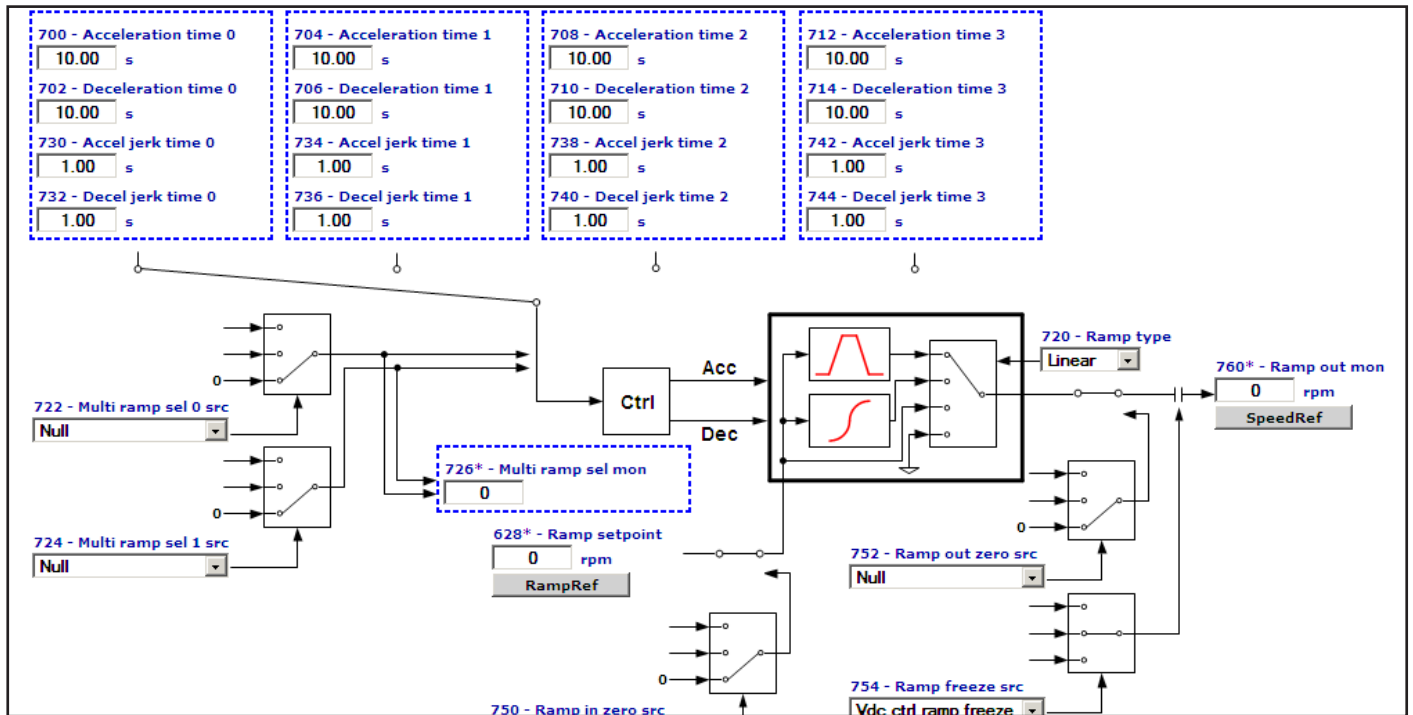 700 - Acceleration time 0
10.00 s
702 - Deceleration time 0
10.00 s
730 - Accel jerk time 0
1.00 s
732 - Decel jerk time 0
1.00 s
704 - Acceleration time 1
10.00 s
706 - Deceleration time 1
10.00 s
734 - Accel jerk time 1
1.00 s
736 - Decel jerk time 1
1.00 s
708 - Acceleration time 2
10.00 s
710 - Deceleration time 2
10.00 s
738 - Accel jerk time 2
1.00 s
740 - Decel jerk time 2
1.00 s
712 - Acceleration time 3
10.00 s
714 - Deceleration time 3
10.00 s
742 - Accel jerk time 3
1.00 s
744 - Decel jerk time 3
1.00 s
0
722 - Multi ramp sel 0 src
Null
0
724 - Multi ramp sel 1 src
Null
726* - Multi ramp sel mon
0
Ctrl
Acc
Dec
628* - Ramp setpoint
0 rpm
RampRef
0
750 - Ramp in zero src
720 - Ramp type
Linear
760* - Ramp out mon
0 rpm
SpeedRef
0
752 - Ramp out zero src
Null
754 - Ramp freeze src
Vdc ctrl ramp freeze